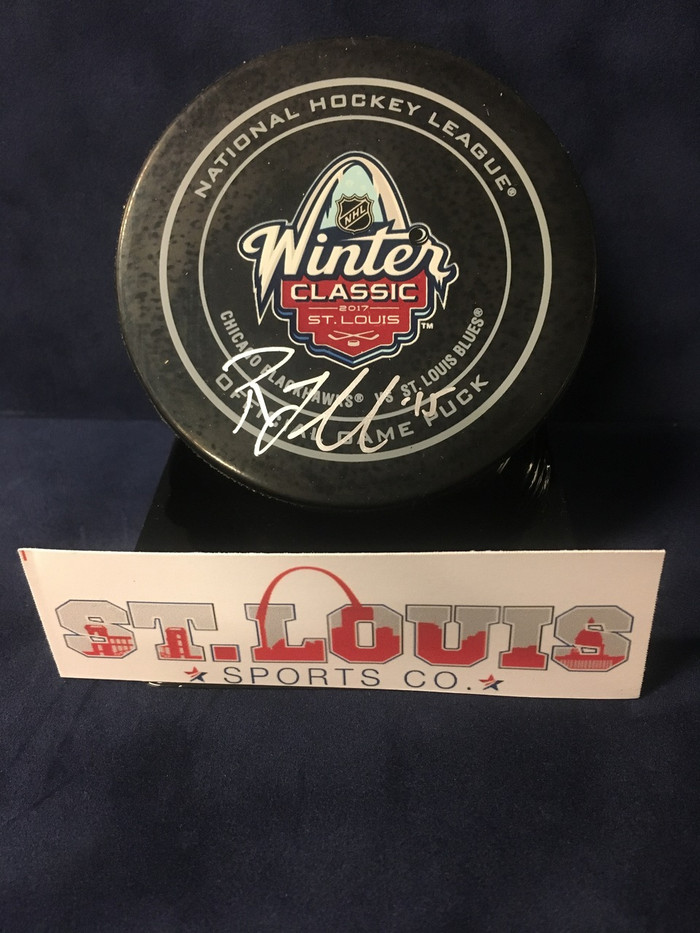 NATIONAL HOCKEY LEAGUE®
NHL
Winter
CLASSIC
2017
ST. LOUIS
TM
CHICAGO BLACKHAWKS® VS ST. LOUIS BLUES®
OFFICIAL GAME PUCK
15
ST. LOUIS
SPORTS CO.